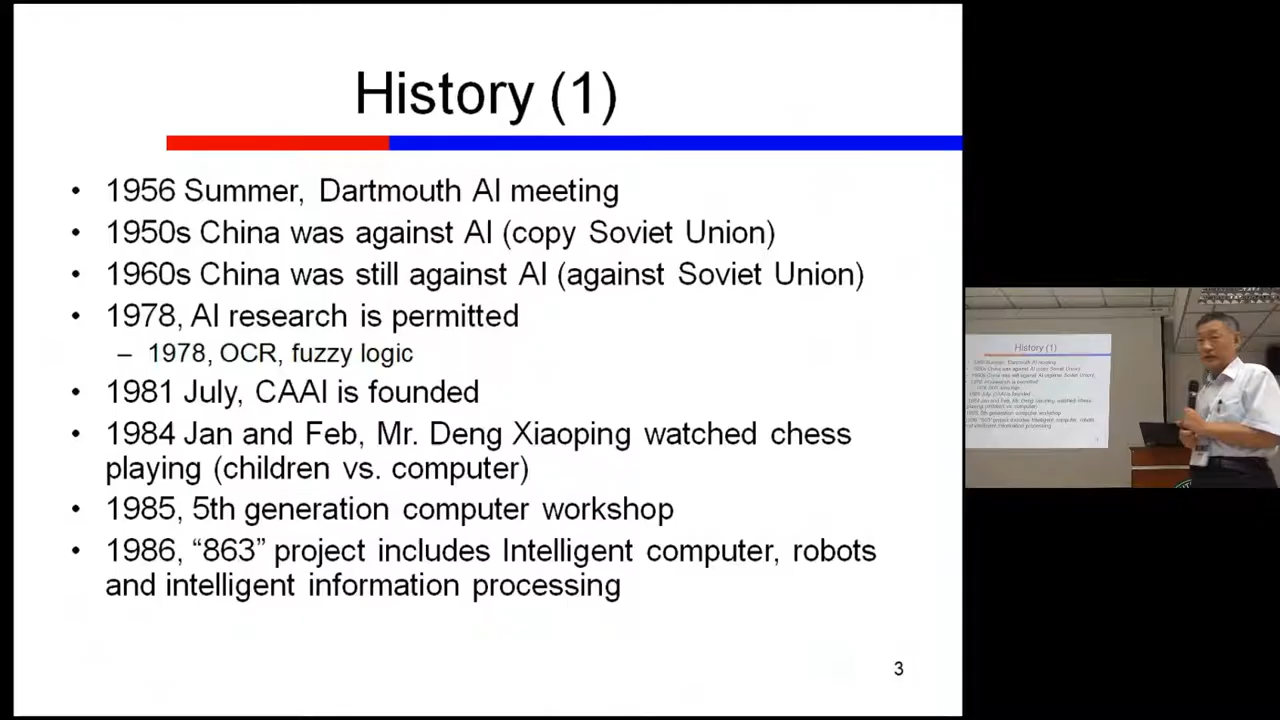 History (1)
• 1956 Summer, Dartmouth AI meeting
• 1950s China was against AI (copy Soviet Union)
• 1960s China was still against AI (against Soviet Union)
• 1978, AI research is permitted
– 1978, OCR, fuzzy logic
• 1981 July, CAAI is founded
• 1984 Jan and Feb, Mr. Deng Xiaoping watched chess
playing (children vs. computer)
• 1985, 5th generation computer workshop
• 1986, “863” project includes Intelligent computer, robots
and intelligent information processing
3
History (1)